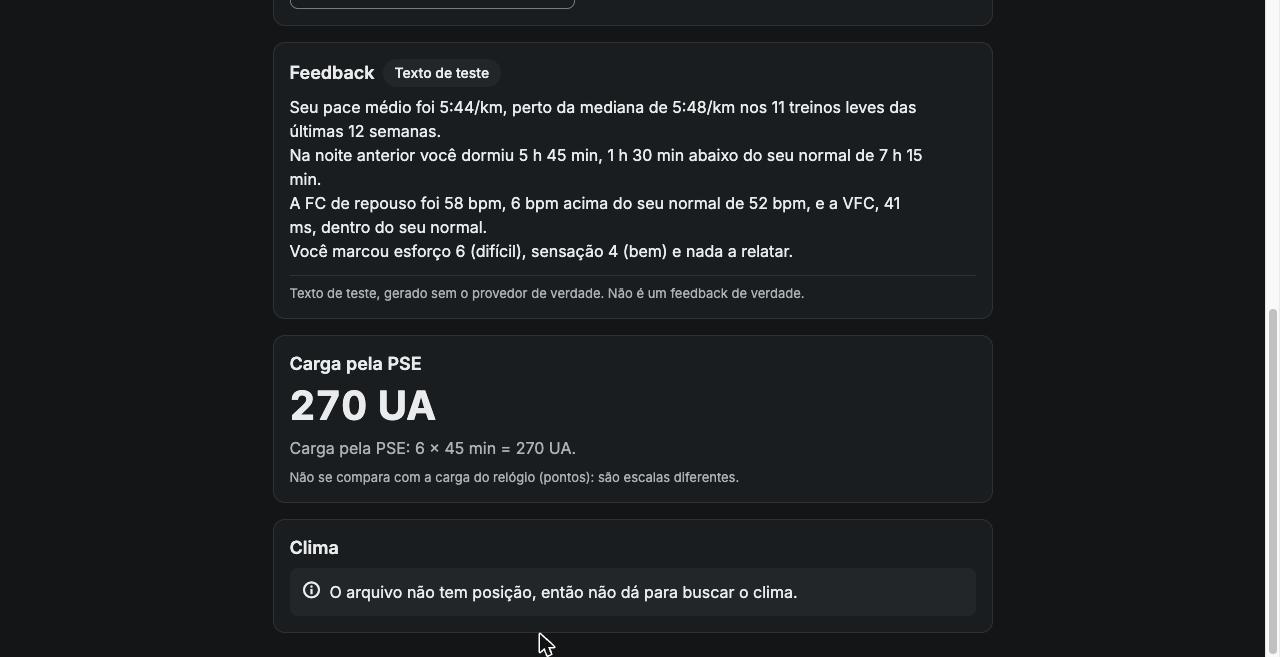 Feedback Texto de teste
Seu pace médio foi 5:44/km, perto da mediana de 5:48/km nos 11 treinos leves das
últimas 12 semanas.
Na noite anterior você dormiu 5 h 45 min, 1 h 30 min abaixo do seu normal de 7 h 15
min.
A FC de repouso foi 58 bpm, 6 bpm acima do seu normal de 52 bpm, e a VFC, 41
ms, dentro do seu normal.
Você marcou esforço 6 (difícil), sensação 4 (bem) e nada a relatar.
Texto de teste, gerado sem o provedor de verdade. Não é um feedback de verdade.
Carga pela PSE
270 UA
Carga pela PSE: 6 × 45 min = 270 UA.
Não se compara com a carga do relógio (pontos): são escalas diferentes.
Clima
O arquivo não tem posição, então não dá para buscar o clima.